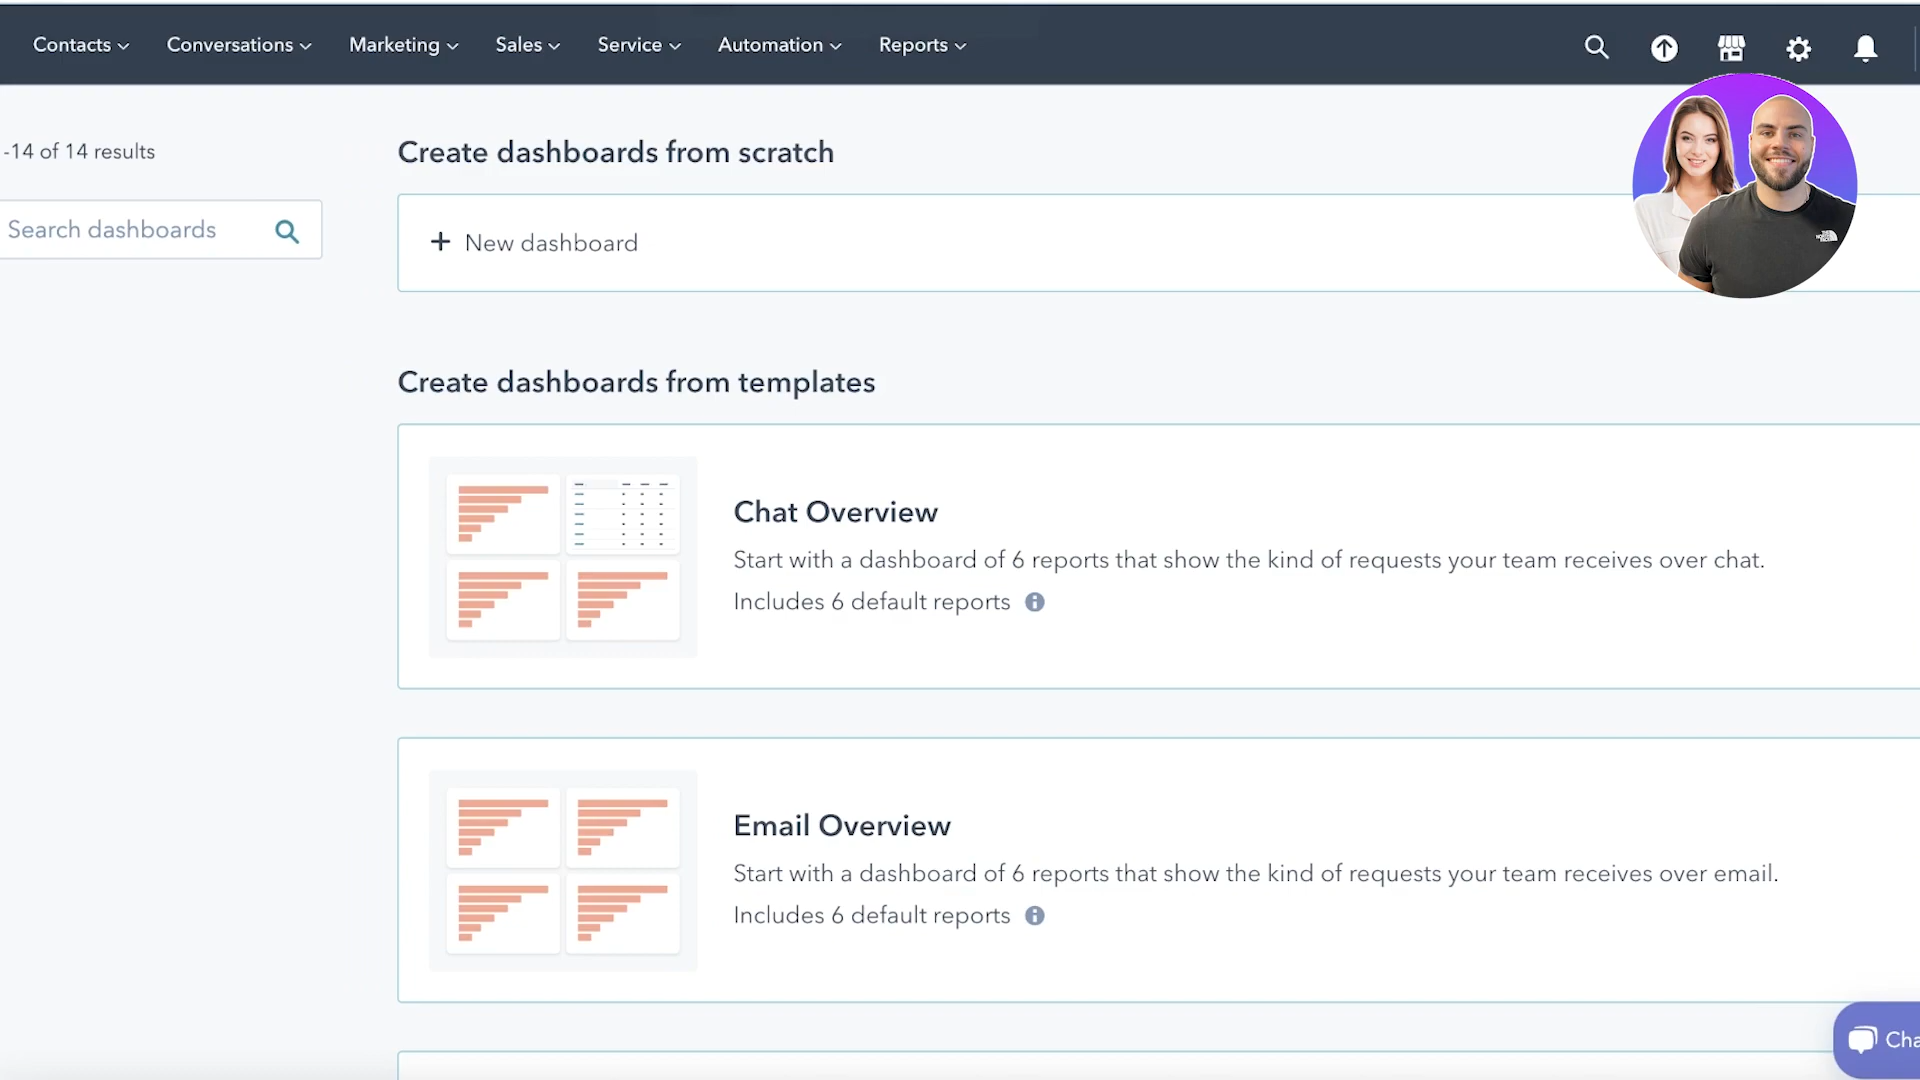 Contacts Conversations Marketing Sales Service Automation Reports
-14 of 14 results
Search dashboards
Create dashboards from scratch
+ New dashboard
Create dashboards from templates
Chat Overview
Start with a dashboard of 6 reports that show the kind of requests your team receives over chat.
Includes 6 default reports
Email Overview
Start with a dashboard of 6 reports that show the kind of requests your team receives over email.
Includes 6 default reports
Cha